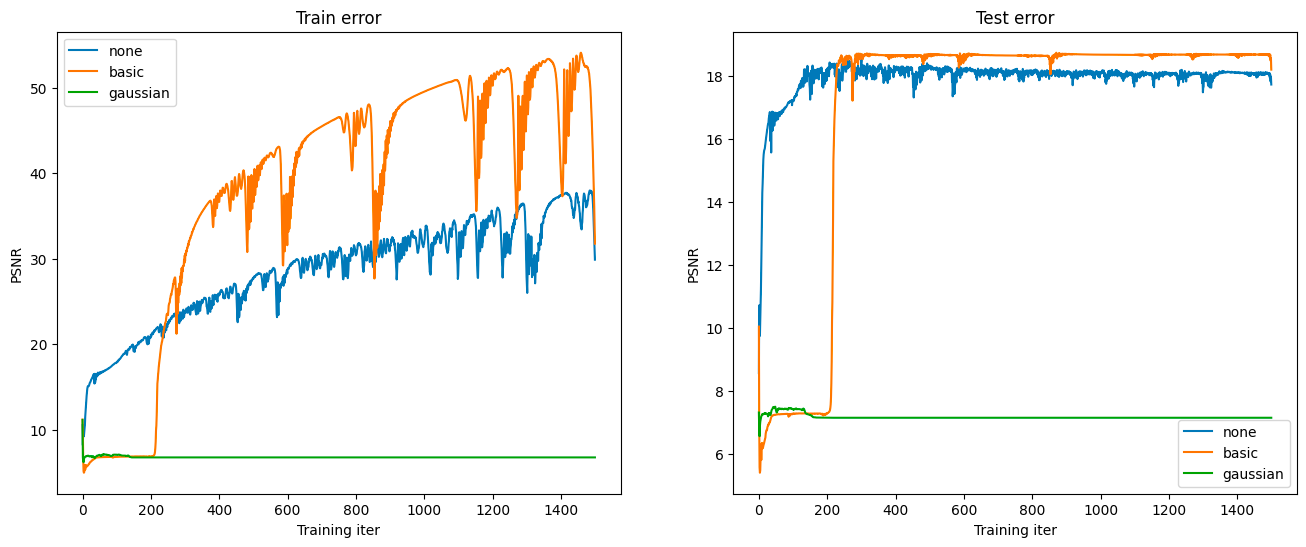 Train error
none
basic
gaussian
PSNR
50
40
30
20
10
0
200
400
600
800
1000
1200
1400
Training iter
Test error
PSNR
18
16
14
12
10
8
6
none
basic
gaussian
0
200
400
600
800
1000
1200
1400
Training iter